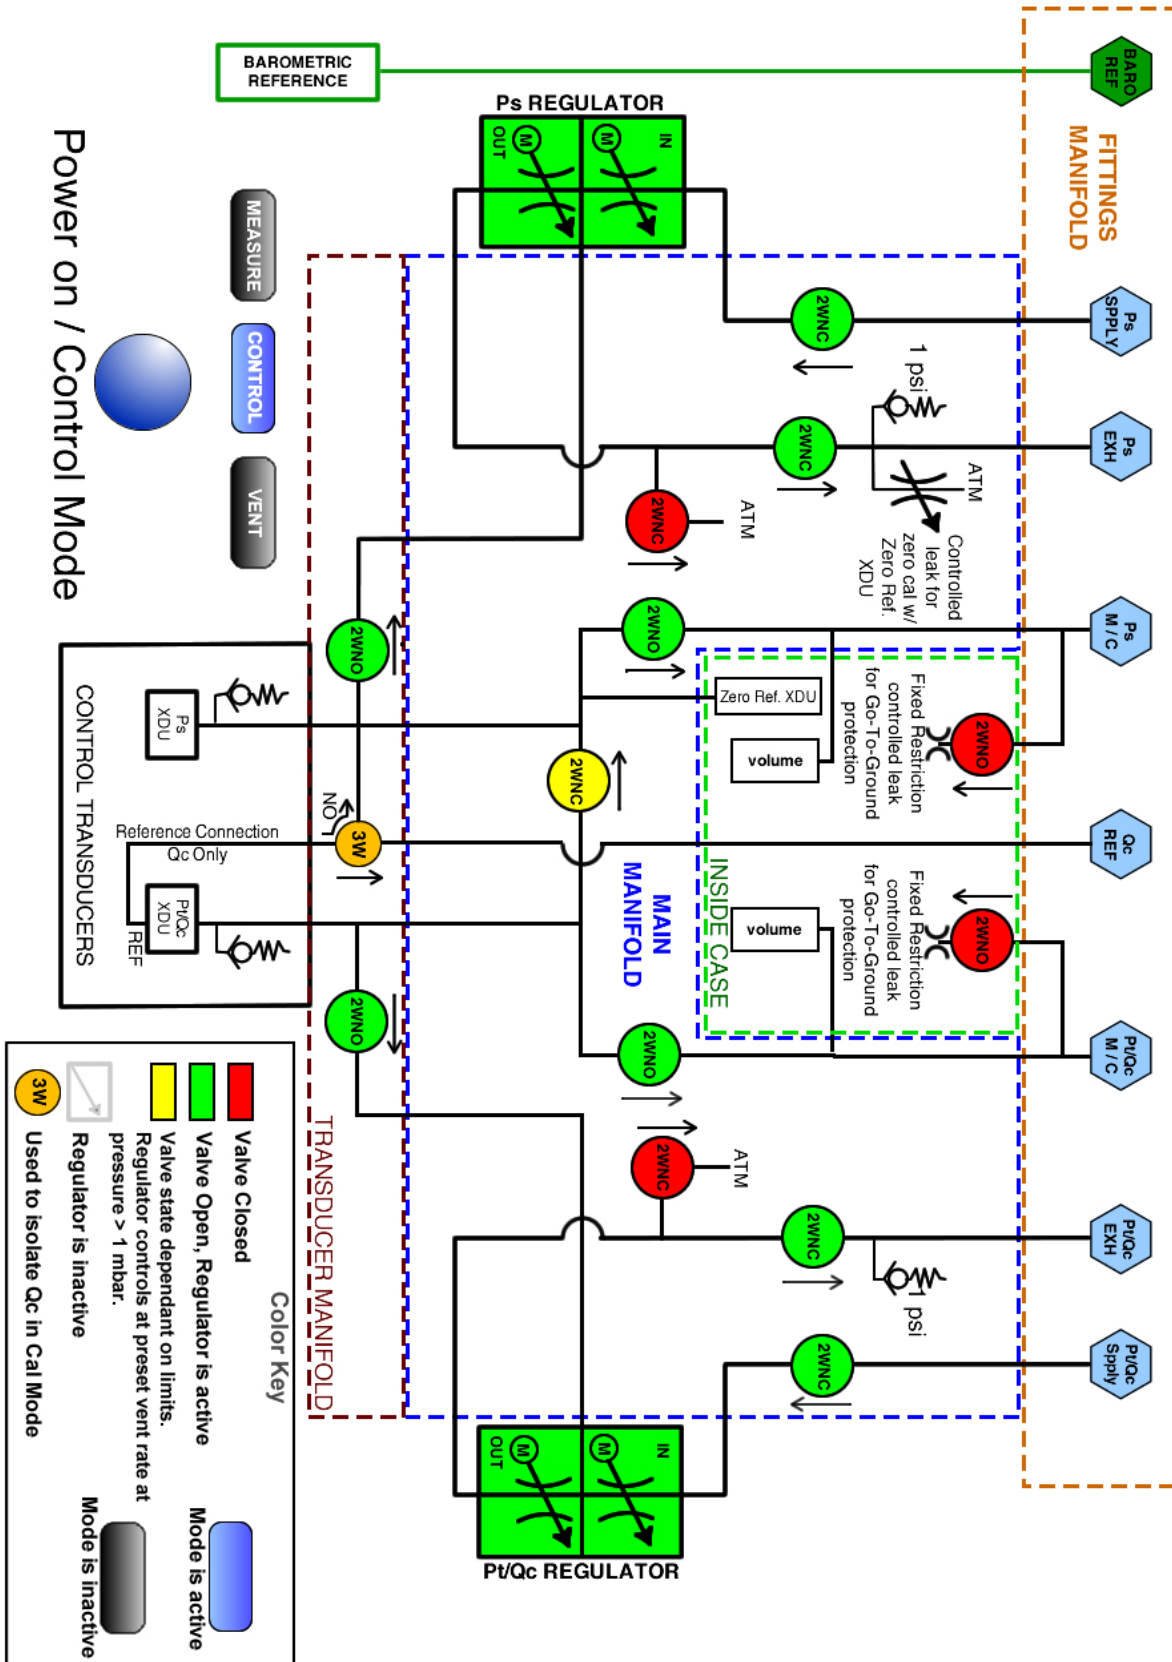 BAROMETRIC
REFERENCE
BARO
REF
FITTINGS
MANIFOLD
Ps REGULATOR
IN
M
OUT
M
Ps
SPPLY
2WNC
1 psi
Ps
EXH
2WNC
ATM
2WNC
ATM
Controlled
leak for
zero cal w/
Zero Ref.
XDU
Ps
M / C
2WNO
Zero Ref. XDU
volume
Fixed Restriction
controlled leak
for Go-To-Ground
protection
2WNO
2WNC
Qc
REF
INSIDE CASE
MAIN
MANIFOLD
Fixed Restriction
controlled leak
for Go-To-Ground
protection
2WNO
volume
Pt/Qc
M / C
2WNO
ATM
2WNC
Pt/Qc
EXH
2WNC
1 psi
Pt/Qc
Spply
2WNC
IN
M
OUT
M
Pt/Qc REGULATOR
2WNO
NO
3W
2WNO
TRANSDUCER MANIFOLD
Ps
XDU
Reference Connection
Qc Only
Pt/Qc
XDU
REF
CONTROL TRANSDUCERS
MEASURE
CONTROL
VENT
Power on / Control Mode
Color Key
Valve Closed
Valve Open, Regulator is active
Valve state dependant on limits.
Regulator controls at preset vent rate at
pressure > 1 mbar.
Regulator is inactive
3W
Used to isolate Qc in Cal Mode
Mode is active
Mode is inactive